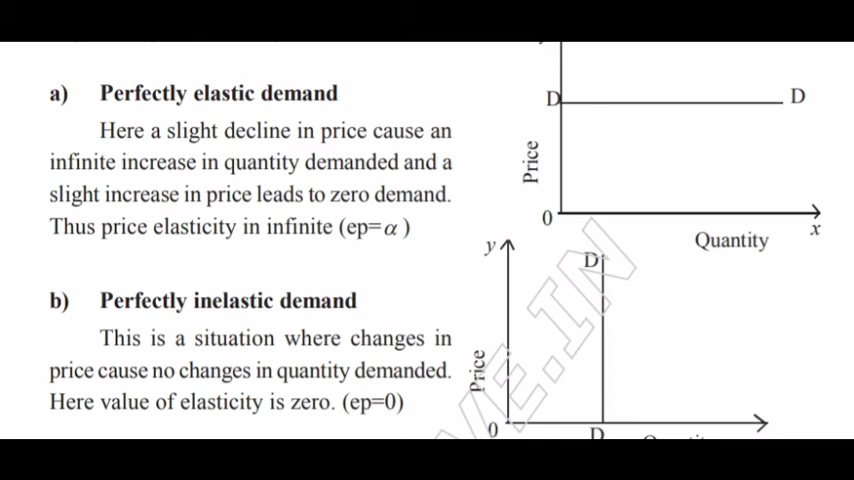 a) Perfectly elastic demand
Here a slight decline in price cause an
infinite increase in quantity demanded and a
slight increase in price leads to zero demand.
Thus price elasticity in infinite (ep=α)
D
D
Price
0
Quantity
x
b) Perfectly inelastic demand
This is a situation where changes in
price cause no changes in quantity demanded.
Here value of elasticity is zero. (ep=0)
y
D
Price
0
D